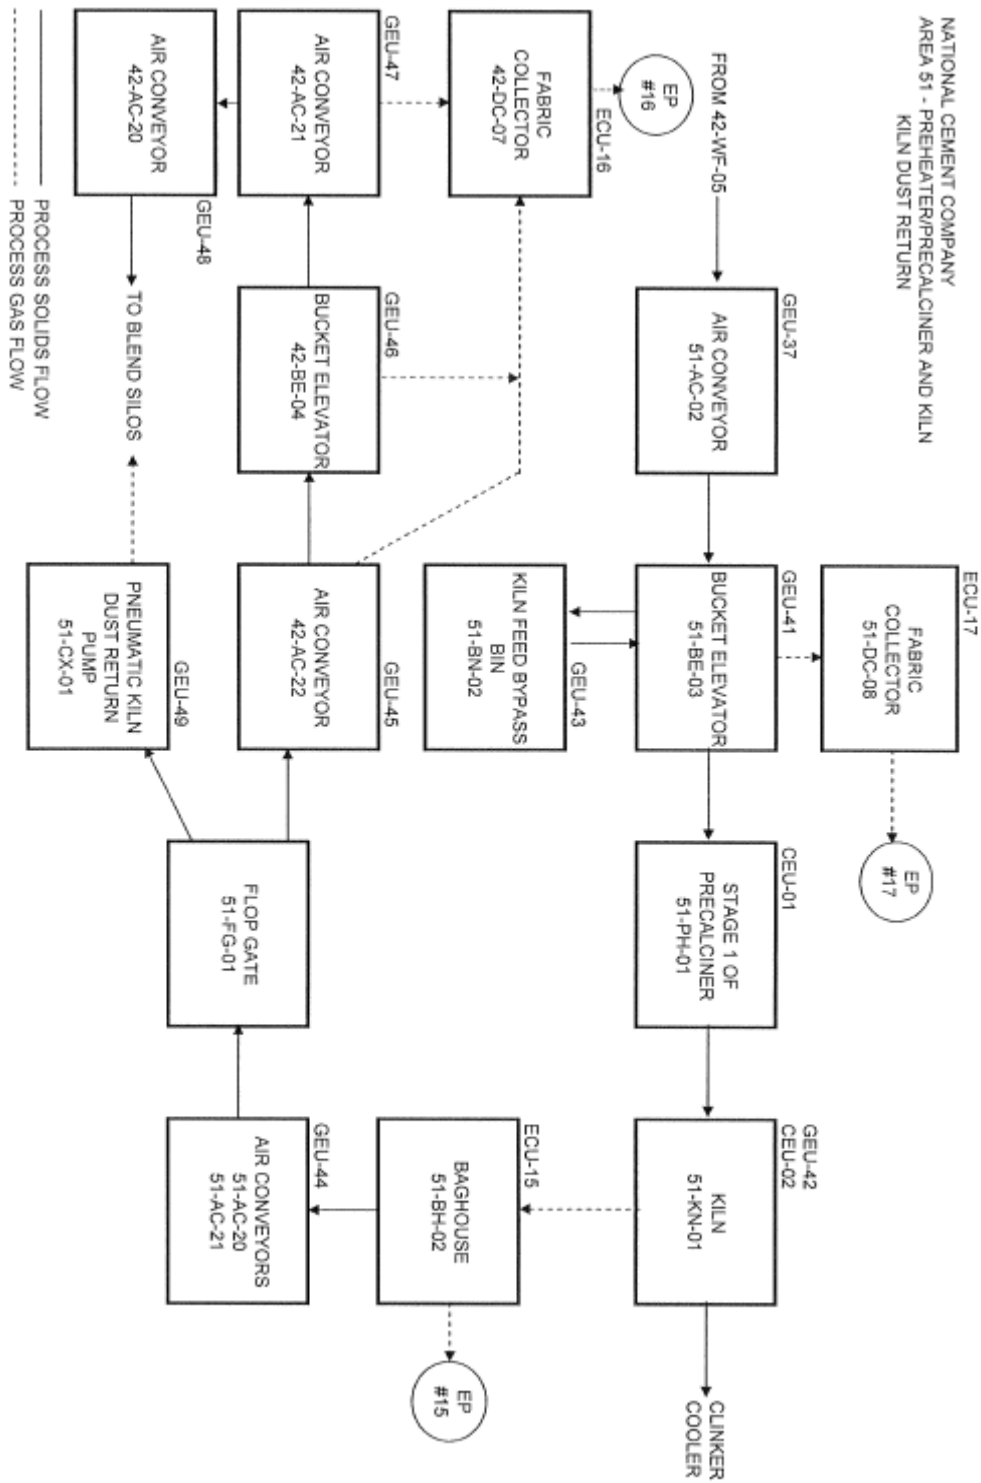 NATIONAL CEMENT COMPANY
AREA 51 - PREHEATER/PRECALCINER AND KILN
KILN DUST RETURN
ECU-17
FABRIC
COLLECTOR
51-DC-08
EP
#17
FROM 42-WF-05
GEU-37
AIR CONVEYOR
51-AC-02
GEU-41
BUCKET ELEVATOR
51-BE-03
CEU-01
STAGE 1 OF
PRECALCINER
51-PH-01
GEU-42
CEU-02
KILN
51-KN-01
CLINKER
COOLER
EP
#16
ECU-16
FABRIC
COLLECTOR
42-DC-07
GEU-43
KILN FEED BYPASS
BIN
51-BN-02
ECU-15
BAGHOUSE
51-BH-02
EP
#15
GEU-47
AIR CONVEYOR
42-AC-21
GEU-46
BUCKET ELEVATOR
42-BE-04
GEU-45
AIR CONVEYOR
42-AC-22
FLOP GATE
51-FG-01
GEU-44
AIR CONVEYORS
51-AC-20
51-AC-21
AIR CONVEYOR
42-AC-20
GEU-48
TO BLEND SILOS
GEU-49
PNEUMATIC KILN
DUST RETURN
PUMP
51-CX-01
PROCESS SOLIDS FLOW
PROCESS GAS FLOW